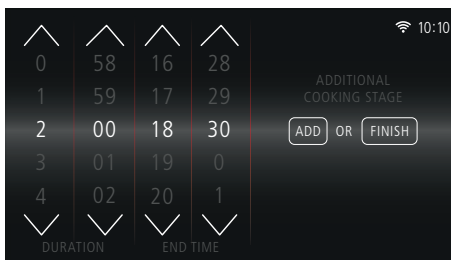 10:10
0 58 16 28
1 59 17 29
2 00 18 30
3 01 19 0
4 02 20 1
DURATION END TIME
ADDITIONAL
COOKING STAGE
ADD OR FINISH